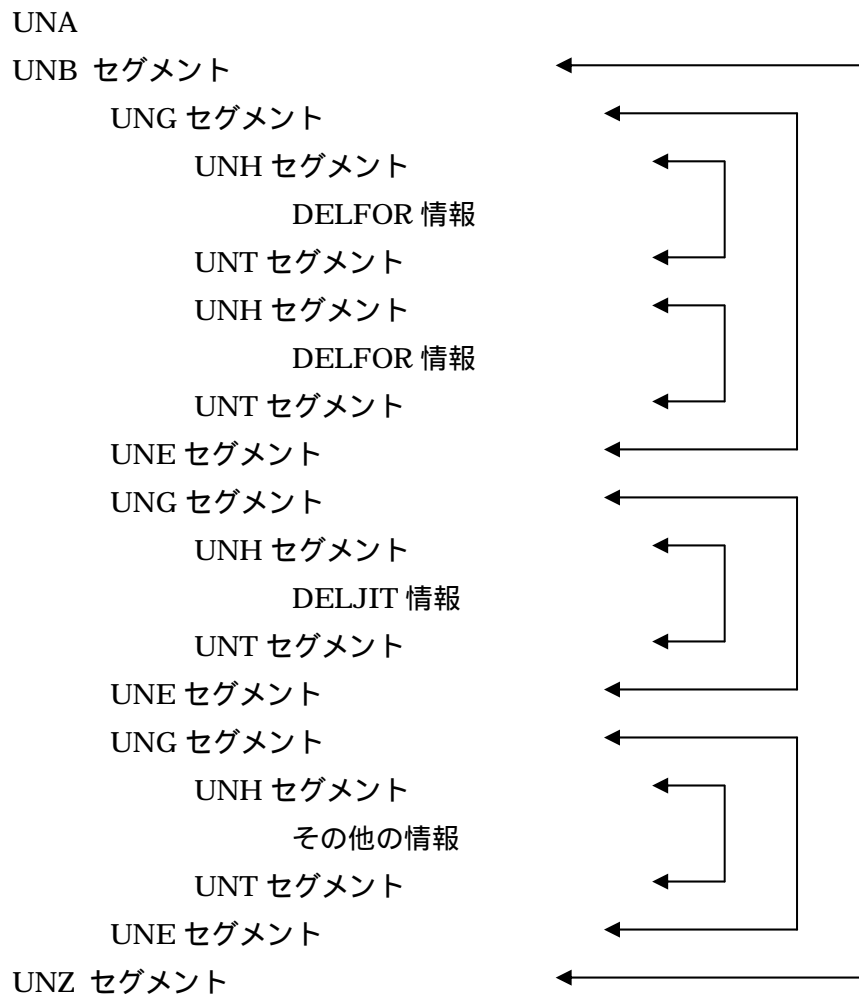 UNA
UNB セグメント
UNG セグメント
UNH セグメント
DELFOR 情報
UNT セグメント
UNH セグメント
DELFOR 情報
UNT セグメント
UNE セグメント
UNG セグメント
UNH セグメント
DELJIT 情報
UNT セグメント
UNE セグメント
UNG セグメント
UNH セグメント
その他の情報
UNT セグメント
UNE セグメント
UNZ セグメント